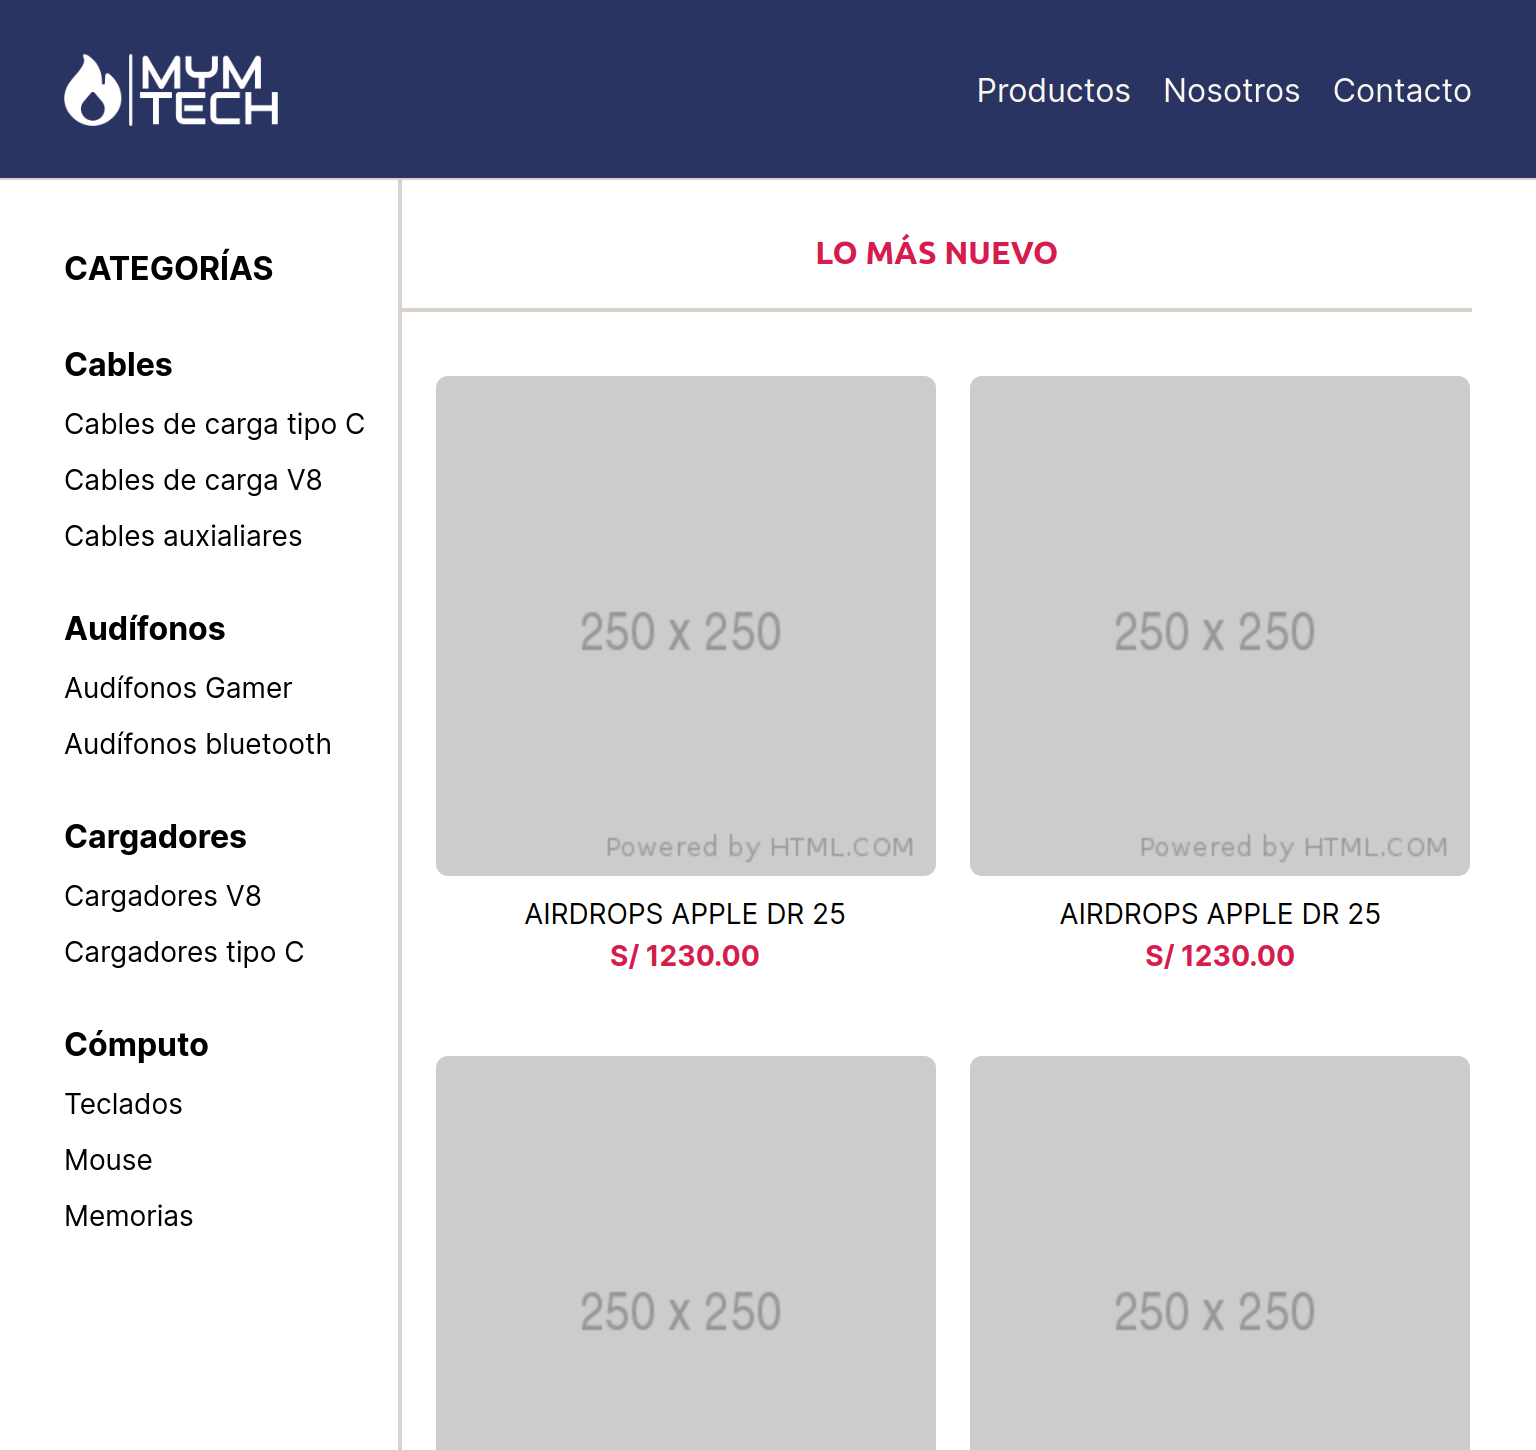 MYM
TECH
Productos Nosotros Contacto
CATEGORÍAS
Cables
Cables de carga tipo C
Cables de carga V8
Cables auxialiares
Audífonos
Audífonos Gamer
Audífonos bluetooth
Cargadores
Cargadores V8
Cargadores tipo C
Cómputo
Teclados
Mouse
Memorias
LO MÁS NUEVO
250 x 250
Powered by HTML.COM
AIRDROPS APPLE DR 25
S/ 1230.00
250 x 250
Powered by HTML.COM
AIRDROPS APPLE DR 25
S/ 1230.00
250 x 250
250 x 250